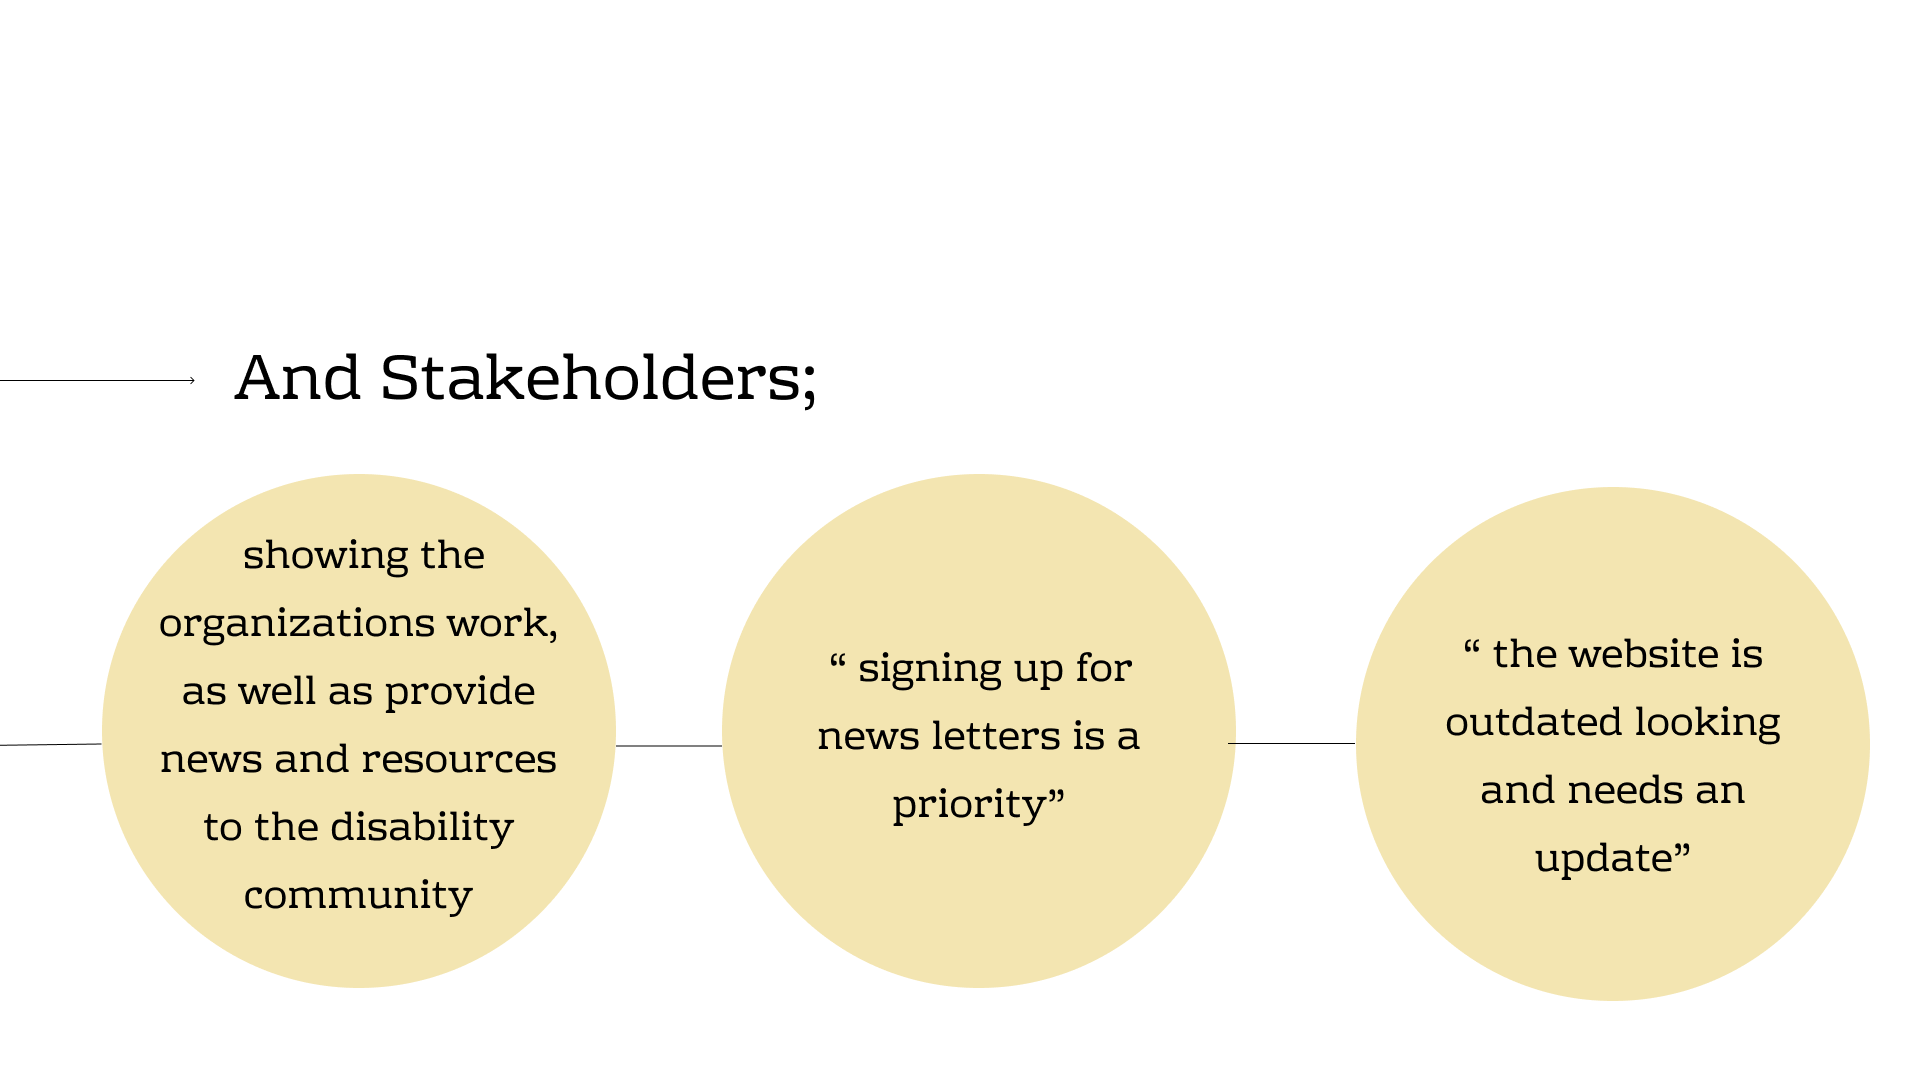 And Stakeholders;
showing the
organizations work,
as well as provide
news and resources
to the disability
community
“ signing up for
news letters is a
priority”
“ the website is
outdated looking
and needs an
update”